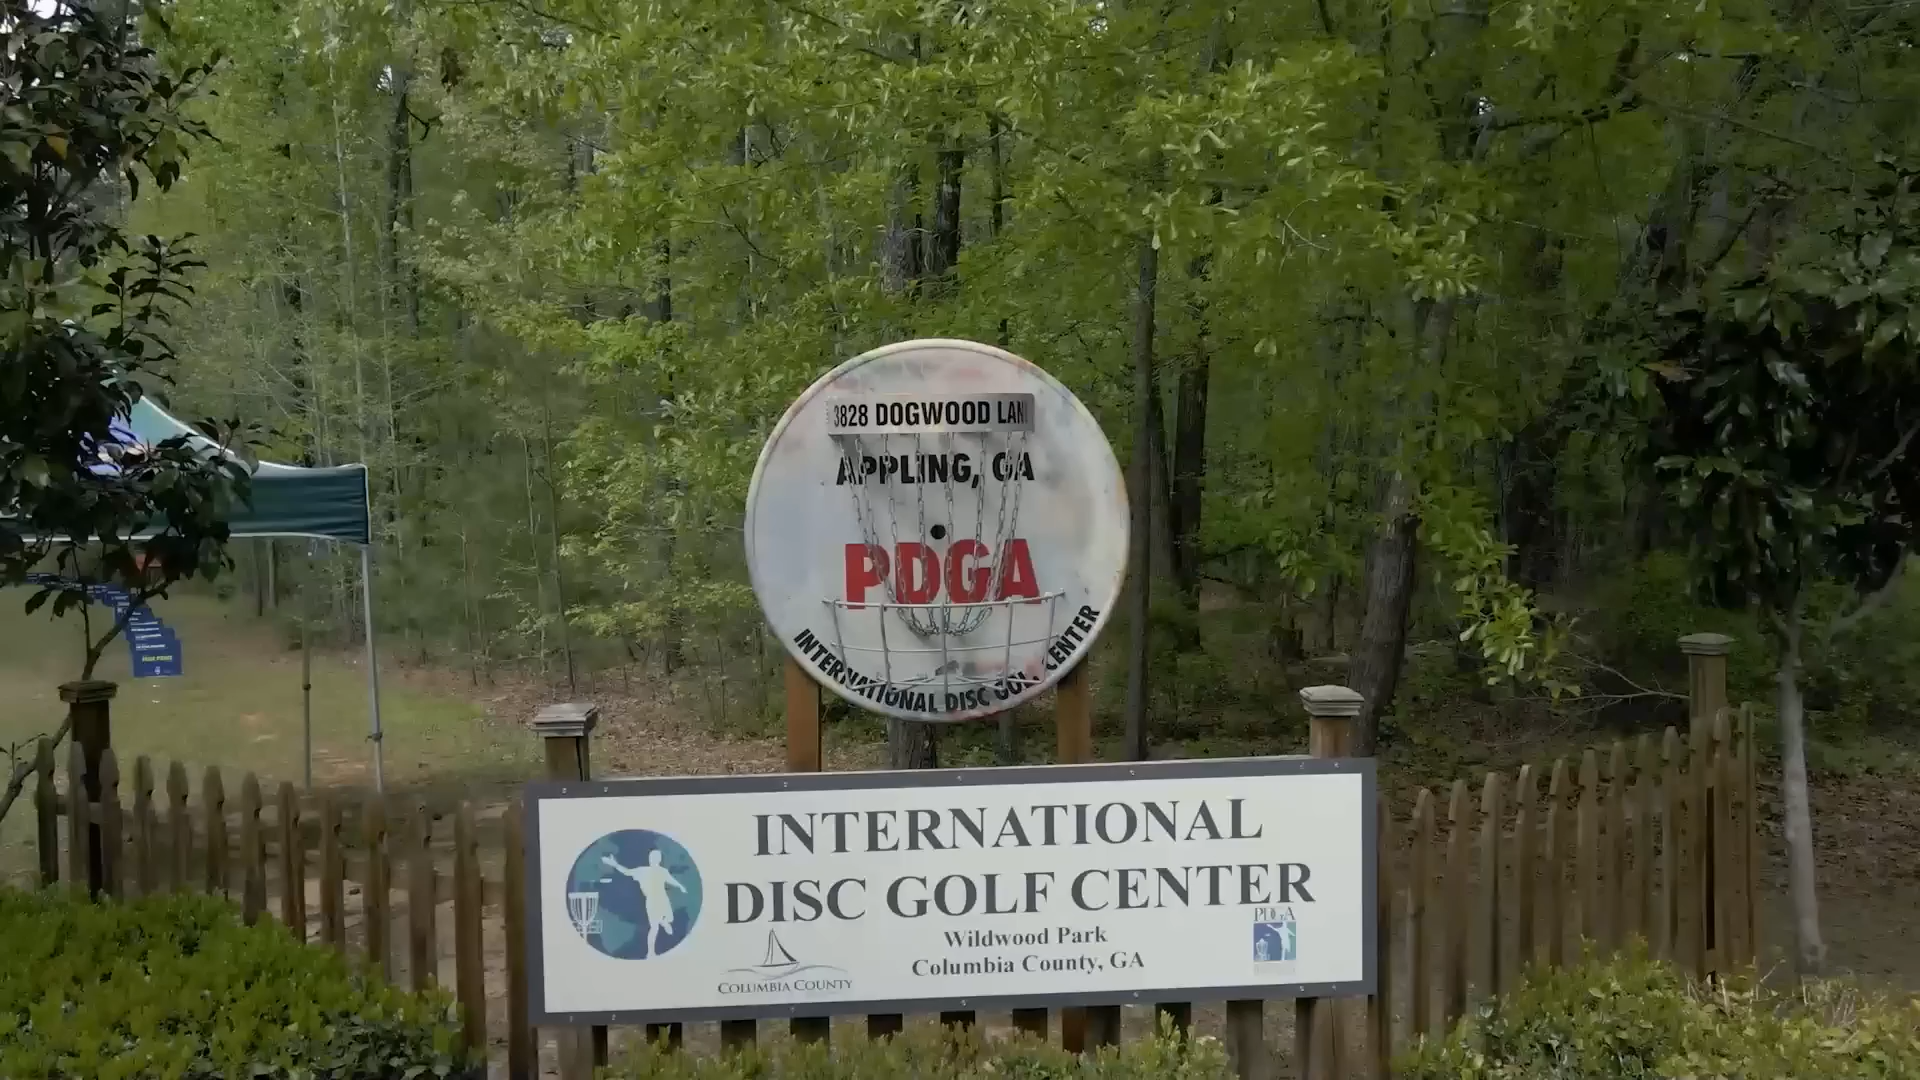 3828 DOGWOOD LAN
APPLING, GA
PDGA
INTERNATIONAL DISC GOLF CENTER
INTERNATIONAL
DISC GOLF CENTER
PDGA
Wildwood Park
Columbia County, GA
COLUMBIA COUNTY